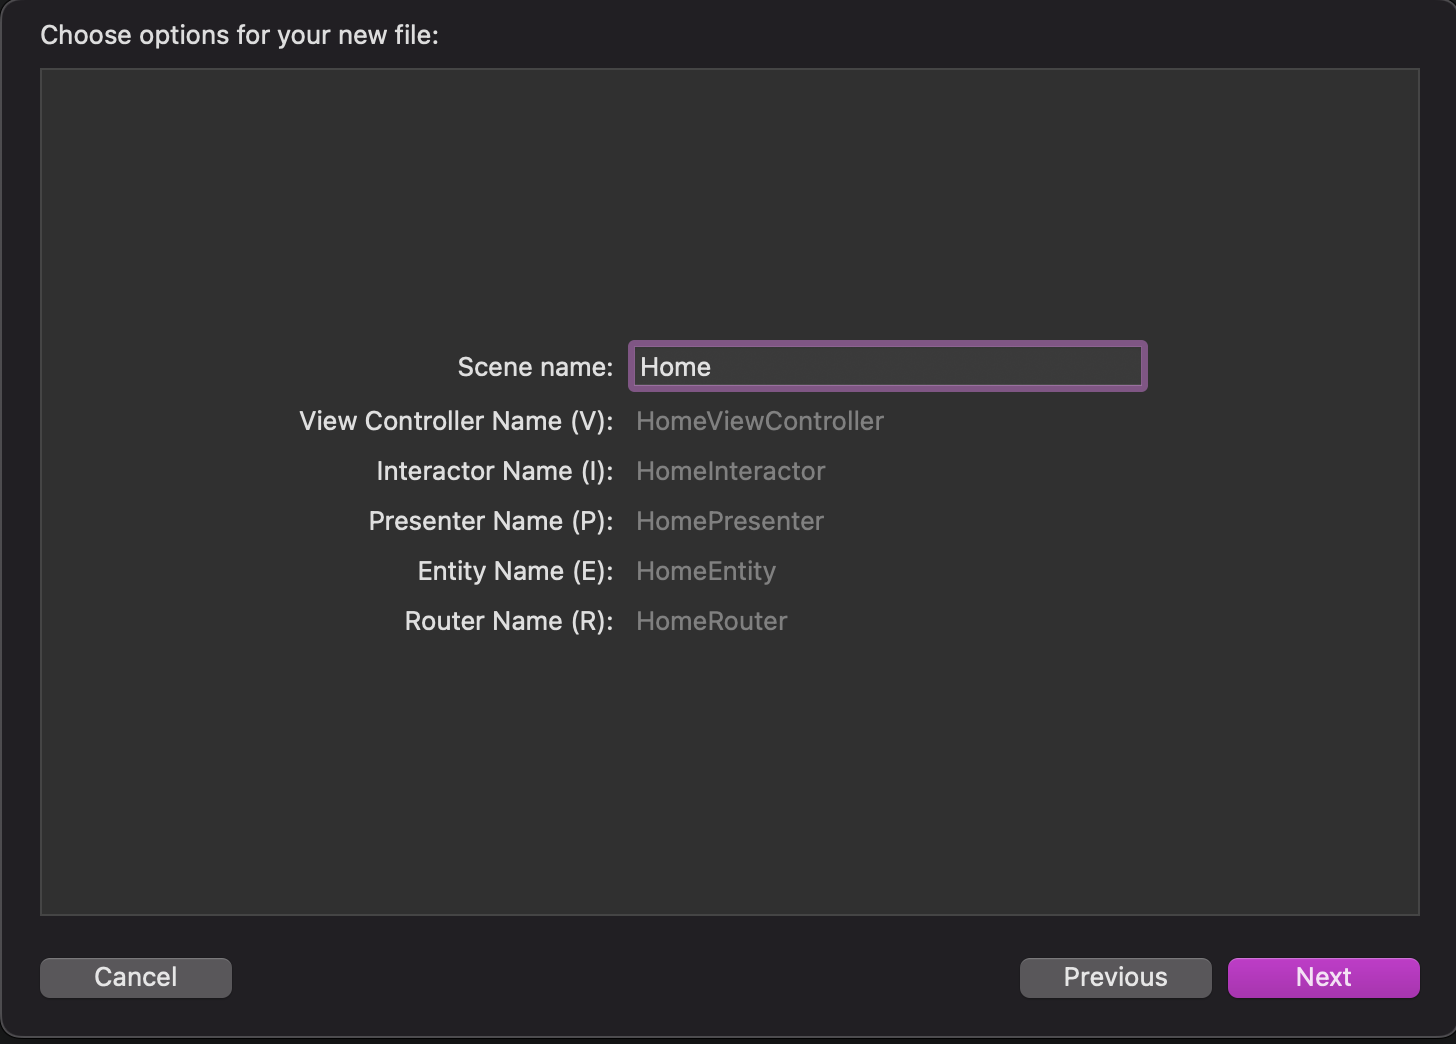 Choose options for your new file:
Scene name: Home
View Controller Name (V): HomeViewController
Interactor Name (I): HomeInteractor
Presenter Name (P): HomePresenter
Entity Name (E): HomeEntity
Router Name (R): HomeRouter
Cancel Previous Next